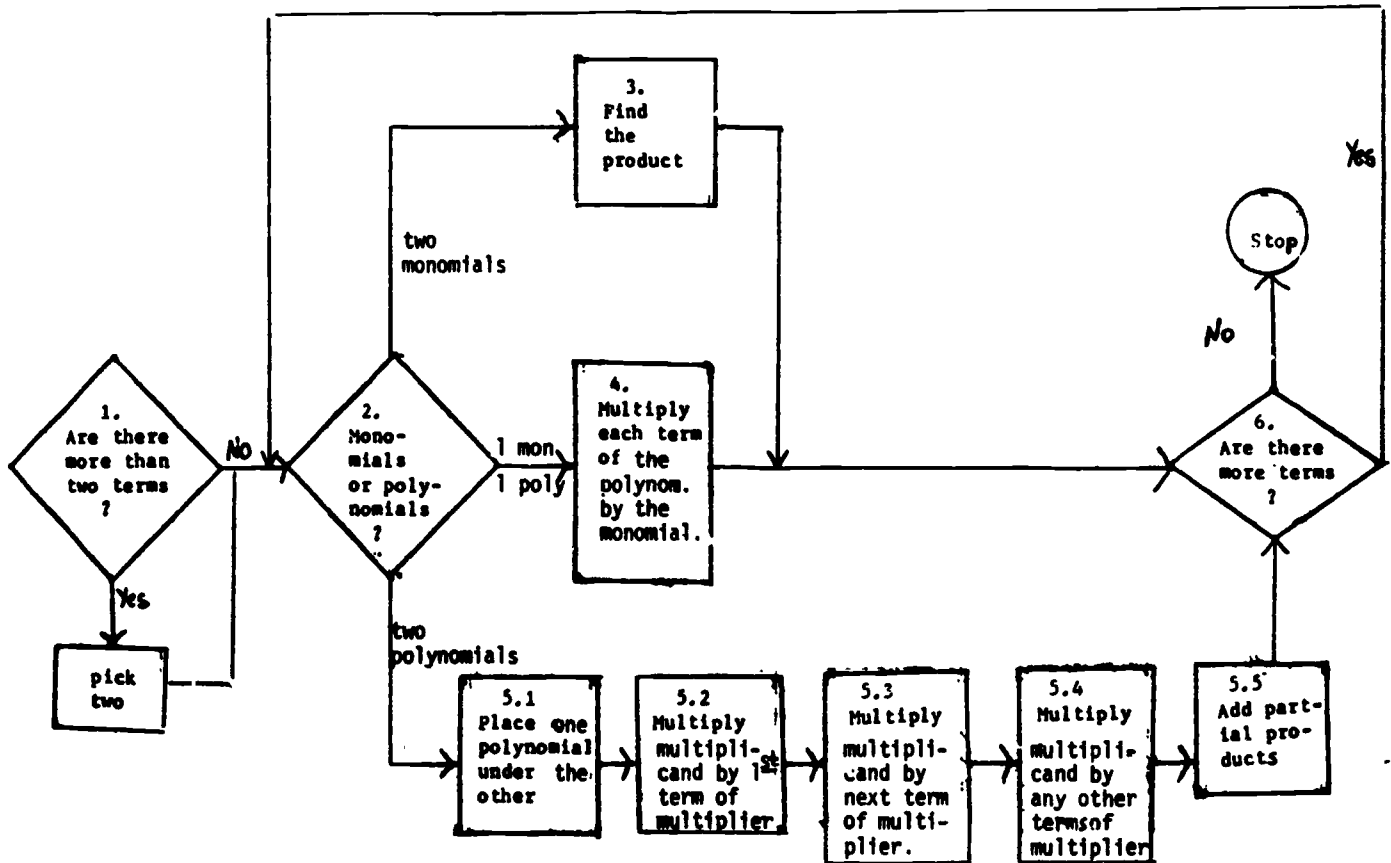 3.
Find
the
product
Yes
two
monomials
Stop
No
1.
Are there
more than
two terms
?
No
2.
Mono-
mials
or poly-
nomials
?
1 mon
1 poly
4.
Multiply
each term
of the
polynom.
by the
monomial.
6.
Are there
more terms
?
Yes
pick
two
two
polynomials
5.1
Place one
polynomial
under the
other
5.2
Multiply
multipli-
cand by 1st
term of
multiplier
5.3
Multiply
multipli-
cand by
next term
of multi-
plier.
5.4
Multiply
multipli-
cand by
any other
termsof
multiplier
5.5
Add part-
ial pro-
ducts